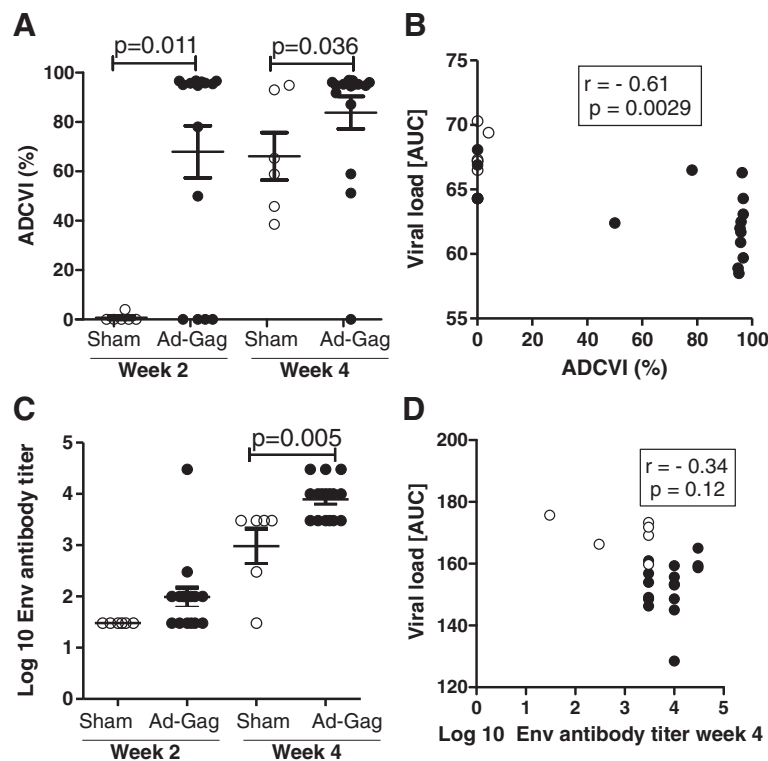 A
p=0.011
p=0.036
ADCVI (%)
100
80
60
40
20
0
Sham Ad-Gag Sham Ad-Gag
Week 2 Week 4
B
r = - 0.61
p = 0.0029
Viral load [AUC]
75
70
65
60
55
0 20 40 60 80 100
ADCVI (%)
C
p=0.005
Log 10 Env antibody titer
5
4
3
2
1
0
Sham Ad-Gag Sham Ad-Gag
Week 2 Week 4
D
r = - 0.34
p = 0.12
Viral load [AUC]
200
180
160
140
120
0 1 2 3 4 5
Log 10 Env antibody titer week 4